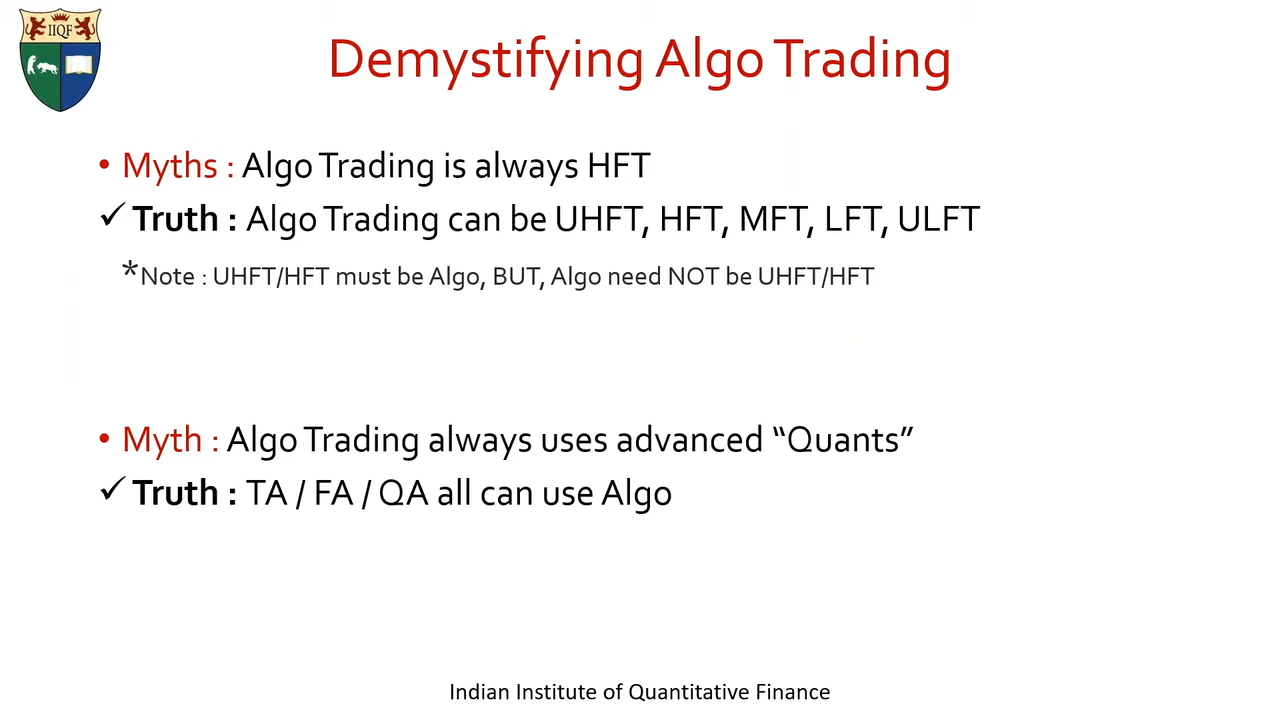 IIQF
Demystifying Algo Trading
• Myths : Algo Trading is always HFT
✓ Truth : Algo Trading can be UHFT, HFT, MFT, LFT, ULFT
*Note : UHFT/HFT must be Algo, BUT, Algo need NOT be UHFT/HFT
• Myth : Algo Trading always uses advanced “Quants”
✓ Truth : TA / FA / QA all can use Algo
Indian Institute of Quantitative Finance